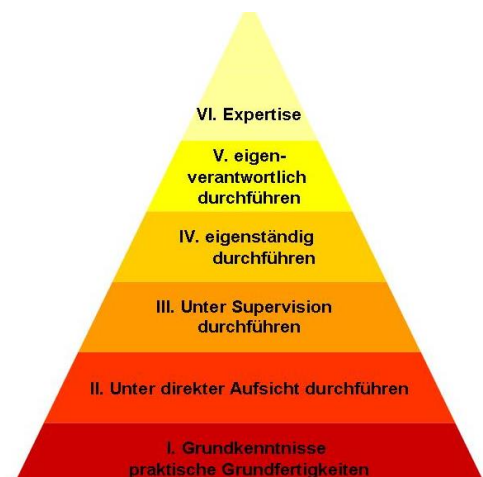 VI. Expertise
V. eigen-
verantwortlich
durchführen
IV. eigenständig
durchführen
III. Unter Supervision
durchführen
II. Unter direkter Aufsicht durchführen
I. Grundkenntnisse
praktische Grundfertigkeiten